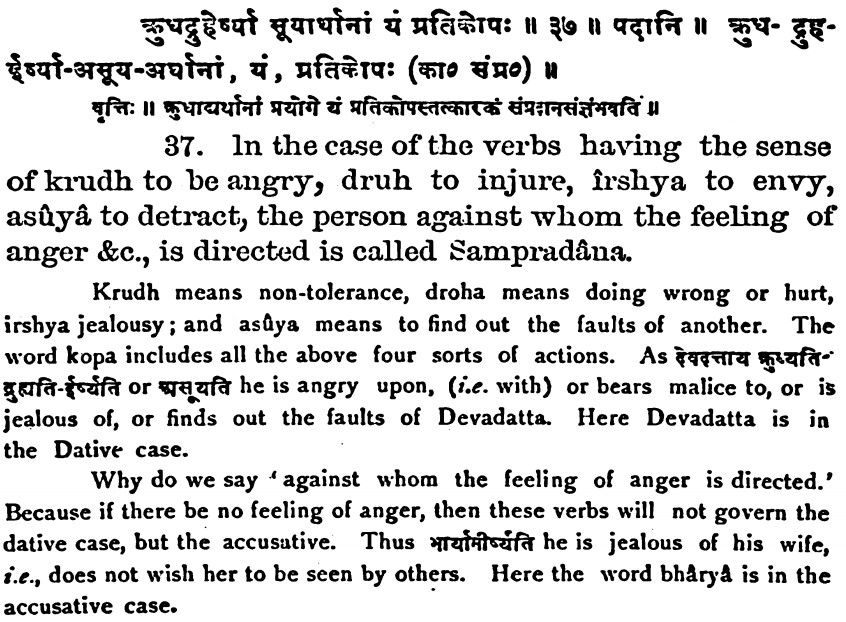 क्रुधद्रुहेर्ष्या सूयार्थानां यं प्रतिकोपः ॥ ३७ ॥ पदानि ॥ क्रुध- द्रुह-
ईर्ष्या-असूय-अर्थानां, यं, प्रतिकोपः (का० संप्र०) ॥
वृत्तिः ॥ क्रुधाद्यर्थानां प्रयोगे यं प्रतिकोपस्तत्कारकं संप्रदानसंज्ञंभवति ॥
37. In the case of the verbs having the sense
of krudh to be angry, druh to injure, îrshya to envy,
asûyâ to detract, the person against whom the feeling of
anger &c., is directed is called Sampradâna.
Krudh means non-tolerance, droha means doing wrong or hurt,
irshya jealousy; and asûya means to find out the faults of another. The
word kopa includes all the above four sorts of actions. As देवदत्ताय क्रुध्यति-
द्रुह्यति-ईर्ष्यति or असूयति he is angry upon, (i.e. with) or bears malice to, or is
jealous of, or finds out the faults of Devadatta. Here Devadatta is in
the Dative case.
Why do we say ‘against whom the feeling of anger is directed.’
Because if there be no feeling of anger, then these verbs will not govern the
dative case, but the accusative. Thus भार्यामीर्ष्यति he is jealous of his wife,
i.e., does not wish her to be seen by others. Here the word bhâryâ is in the
accusative case.